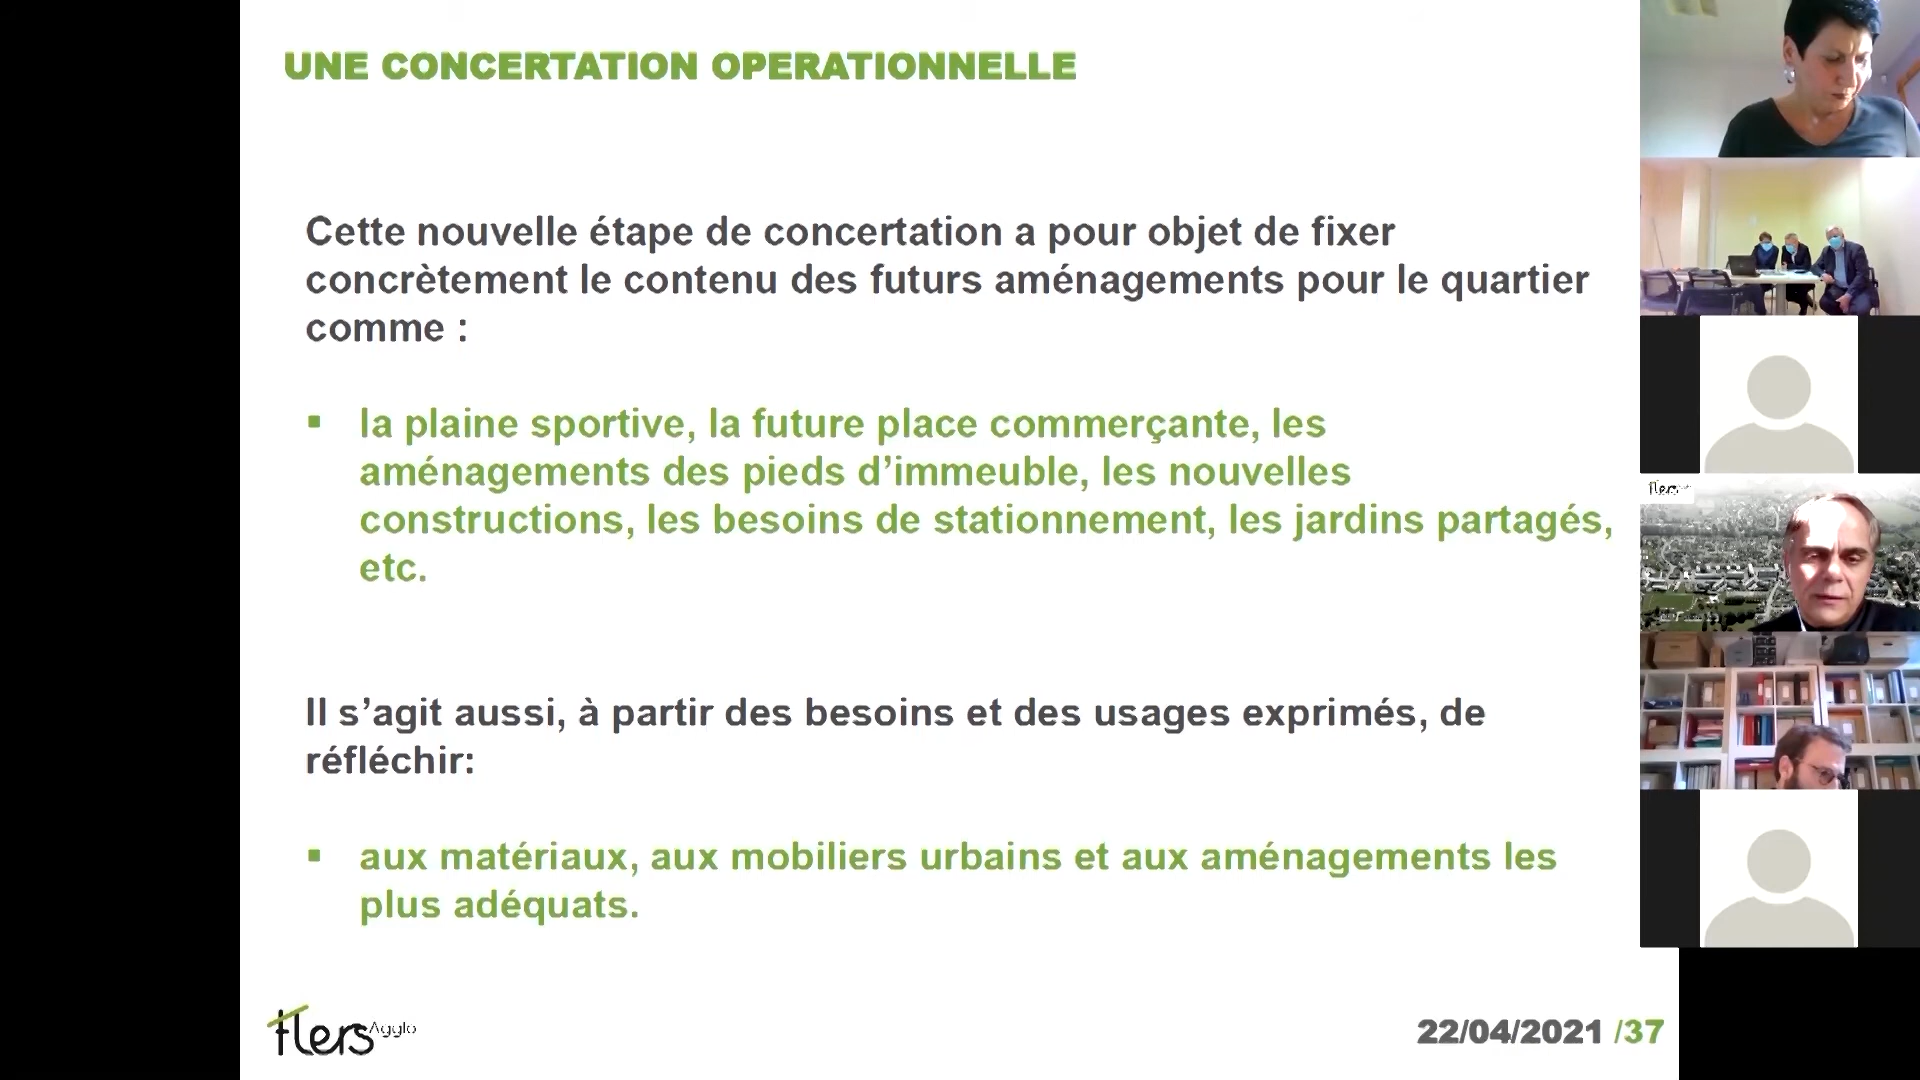 UNE CONCERTATION OPERATIONNELLE
Cette nouvelle étape de concertation a pour objet de fixer
concrètement le contenu des futurs aménagements pour le quartier
comme :
▪ la plaine sportive, la future place commerçante, les
aménagements des pieds d’immeuble, les nouvelles
constructions, les besoins de stationnement, les jardins partagés,
etc.
Il s’agit aussi, à partir des besoins et des usages exprimés, de
réfléchir:
▪ aux matériaux, aux mobiliers urbains et aux aménagements les
plus adéquats.
flers Agglo
22/04/2021 /37
flers